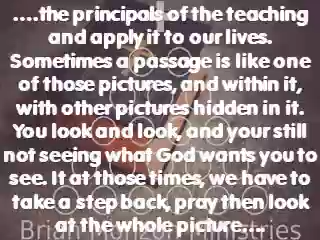 ....the principals of the teaching
and apply it to our lives.
Sometimes a passage is like one
of those pictures, and within it,
with other pictures hidden in it.
You look and look, and your still
not seeing what God wants you to
see. It at those times, we have to
take a step back, pray then look
at the whole picture....
Brian Ministries